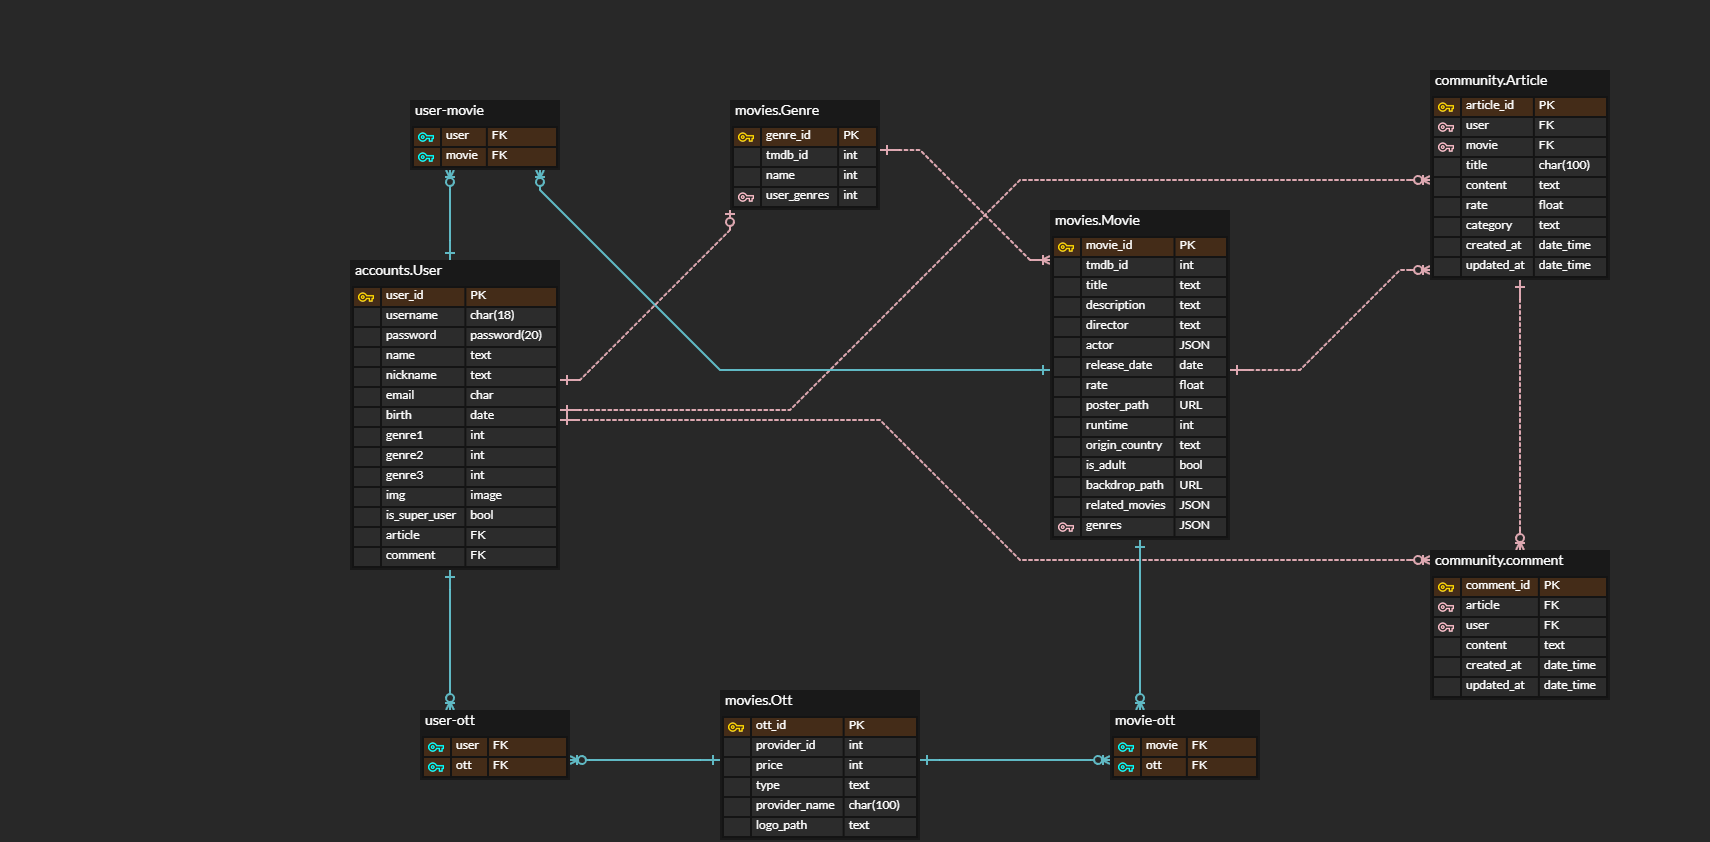 user-movie
user FK
movie FK
movies.Genre
genre_id PK
tmdb_id int
name int
user_genres int
community.Article
article_id PK
user FK
movie FK
title char(100)
content text
rate float
category text
created_at date_time
updated_at date_time
movies.Movie
movie_id PK
tmdb_id int
title text
description text
director text
actor JSON
release_date date
rate float
poster_path URL
runtime int
origin_country text
is_adult bool
backdrop_path URL
related_movies JSON
genres JSON
accounts.User
user_id PK
username char(18)
password password(20)
name text
nickname text
email char
birth date
genre1 int
genre2 int
genre3 int
img image
is_super_user bool
article FK
comment FK
community.comment
comment_id PK
article FK
user FK
content text
created_at date_time
updated_at date_time
user-ott
user FK
ott FK
movies.Ott
ott_id PK
provider_id int
price int
type text
provider_name char(100)
logo_path text
movie-ott
movie FK
ott FK